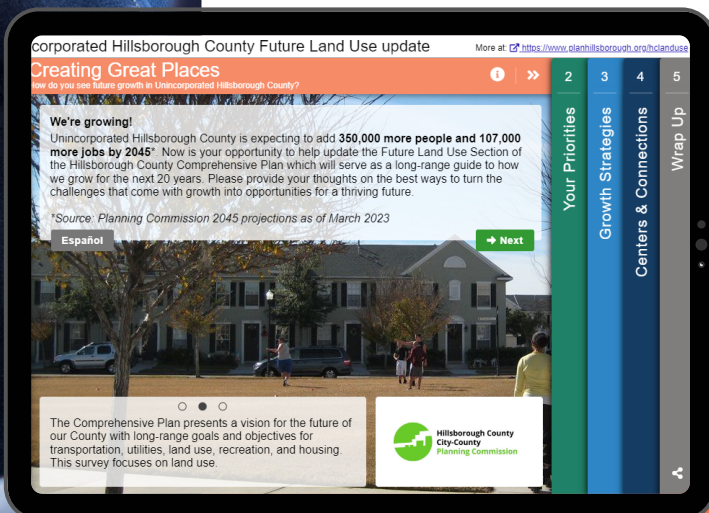 corporated Hillsborough County Future Land Use update
More at: https://www.planhillsborough.org/hclanduse
Creating Great Places
How do you see future growth in Unincorporated Hillsborough County?
We're growing!
Unincorporated Hillsborough County is expecting to add 350,000 more people and 107,000
more jobs by 2045*. Now is your opportunity to help update the Future Land Use Section of
the Hillsborough County Comprehensive Plan which will serve as a long-range guide to how
we grow for the next 20 years. Please provide your thoughts on the best ways to turn the
challenges that come with growth into opportunities for a thriving future.
*Source: Planning Commission 2045 projections as of March 2023
Español
Next
The Comprehensive Plan presents a vision for the future of
our County with long-range goals and objectives for
transportation, utilities, land use, recreation, and housing.
This survey focuses on land use.
Hillsborough County
City-County
Planning Commission
2
Your Priorities
3
Growth Strategies
4
Centers & Connections
5
Wrap Up